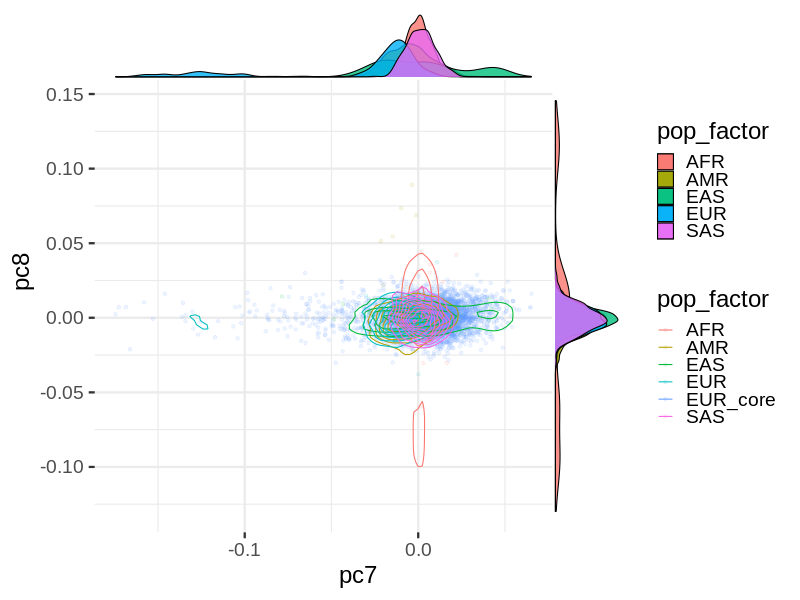 0.15
0.10
0.05
0.00
-0.05
-0.10
pc8
-0.1
0.0
pc7
pop_factor
AFR
AMR
EAS
EUR
SAS
pop_factor
AFR
AMR
EAS
EUR
EUR_core
SAS